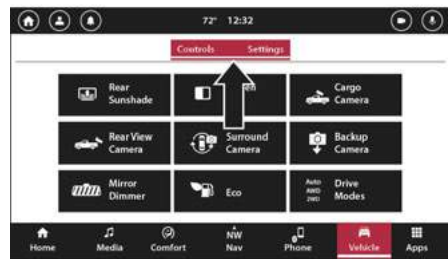 72° 12:32
Controls Settings
Rear
Sunshade
Cargo
Camera
Rear View
Camera
Surround
Camera
Backup
Camera
Mirror
Dimmer
Eco
Auto
AWD
2WD
Drive
Modes
NW
Home Media Comfort Nav Phone Vehicle Apps